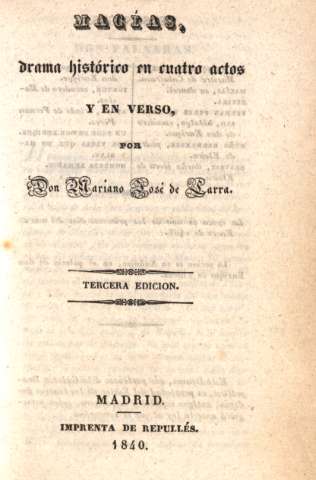 MACÍAS,
drama histórico en cuatro actos
Y EN VERSO,
POR
Don Mariano José de Larra.
TERCERA EDICION.
MADRID.
IMPRENTA DE REPULLÉS.
1840.